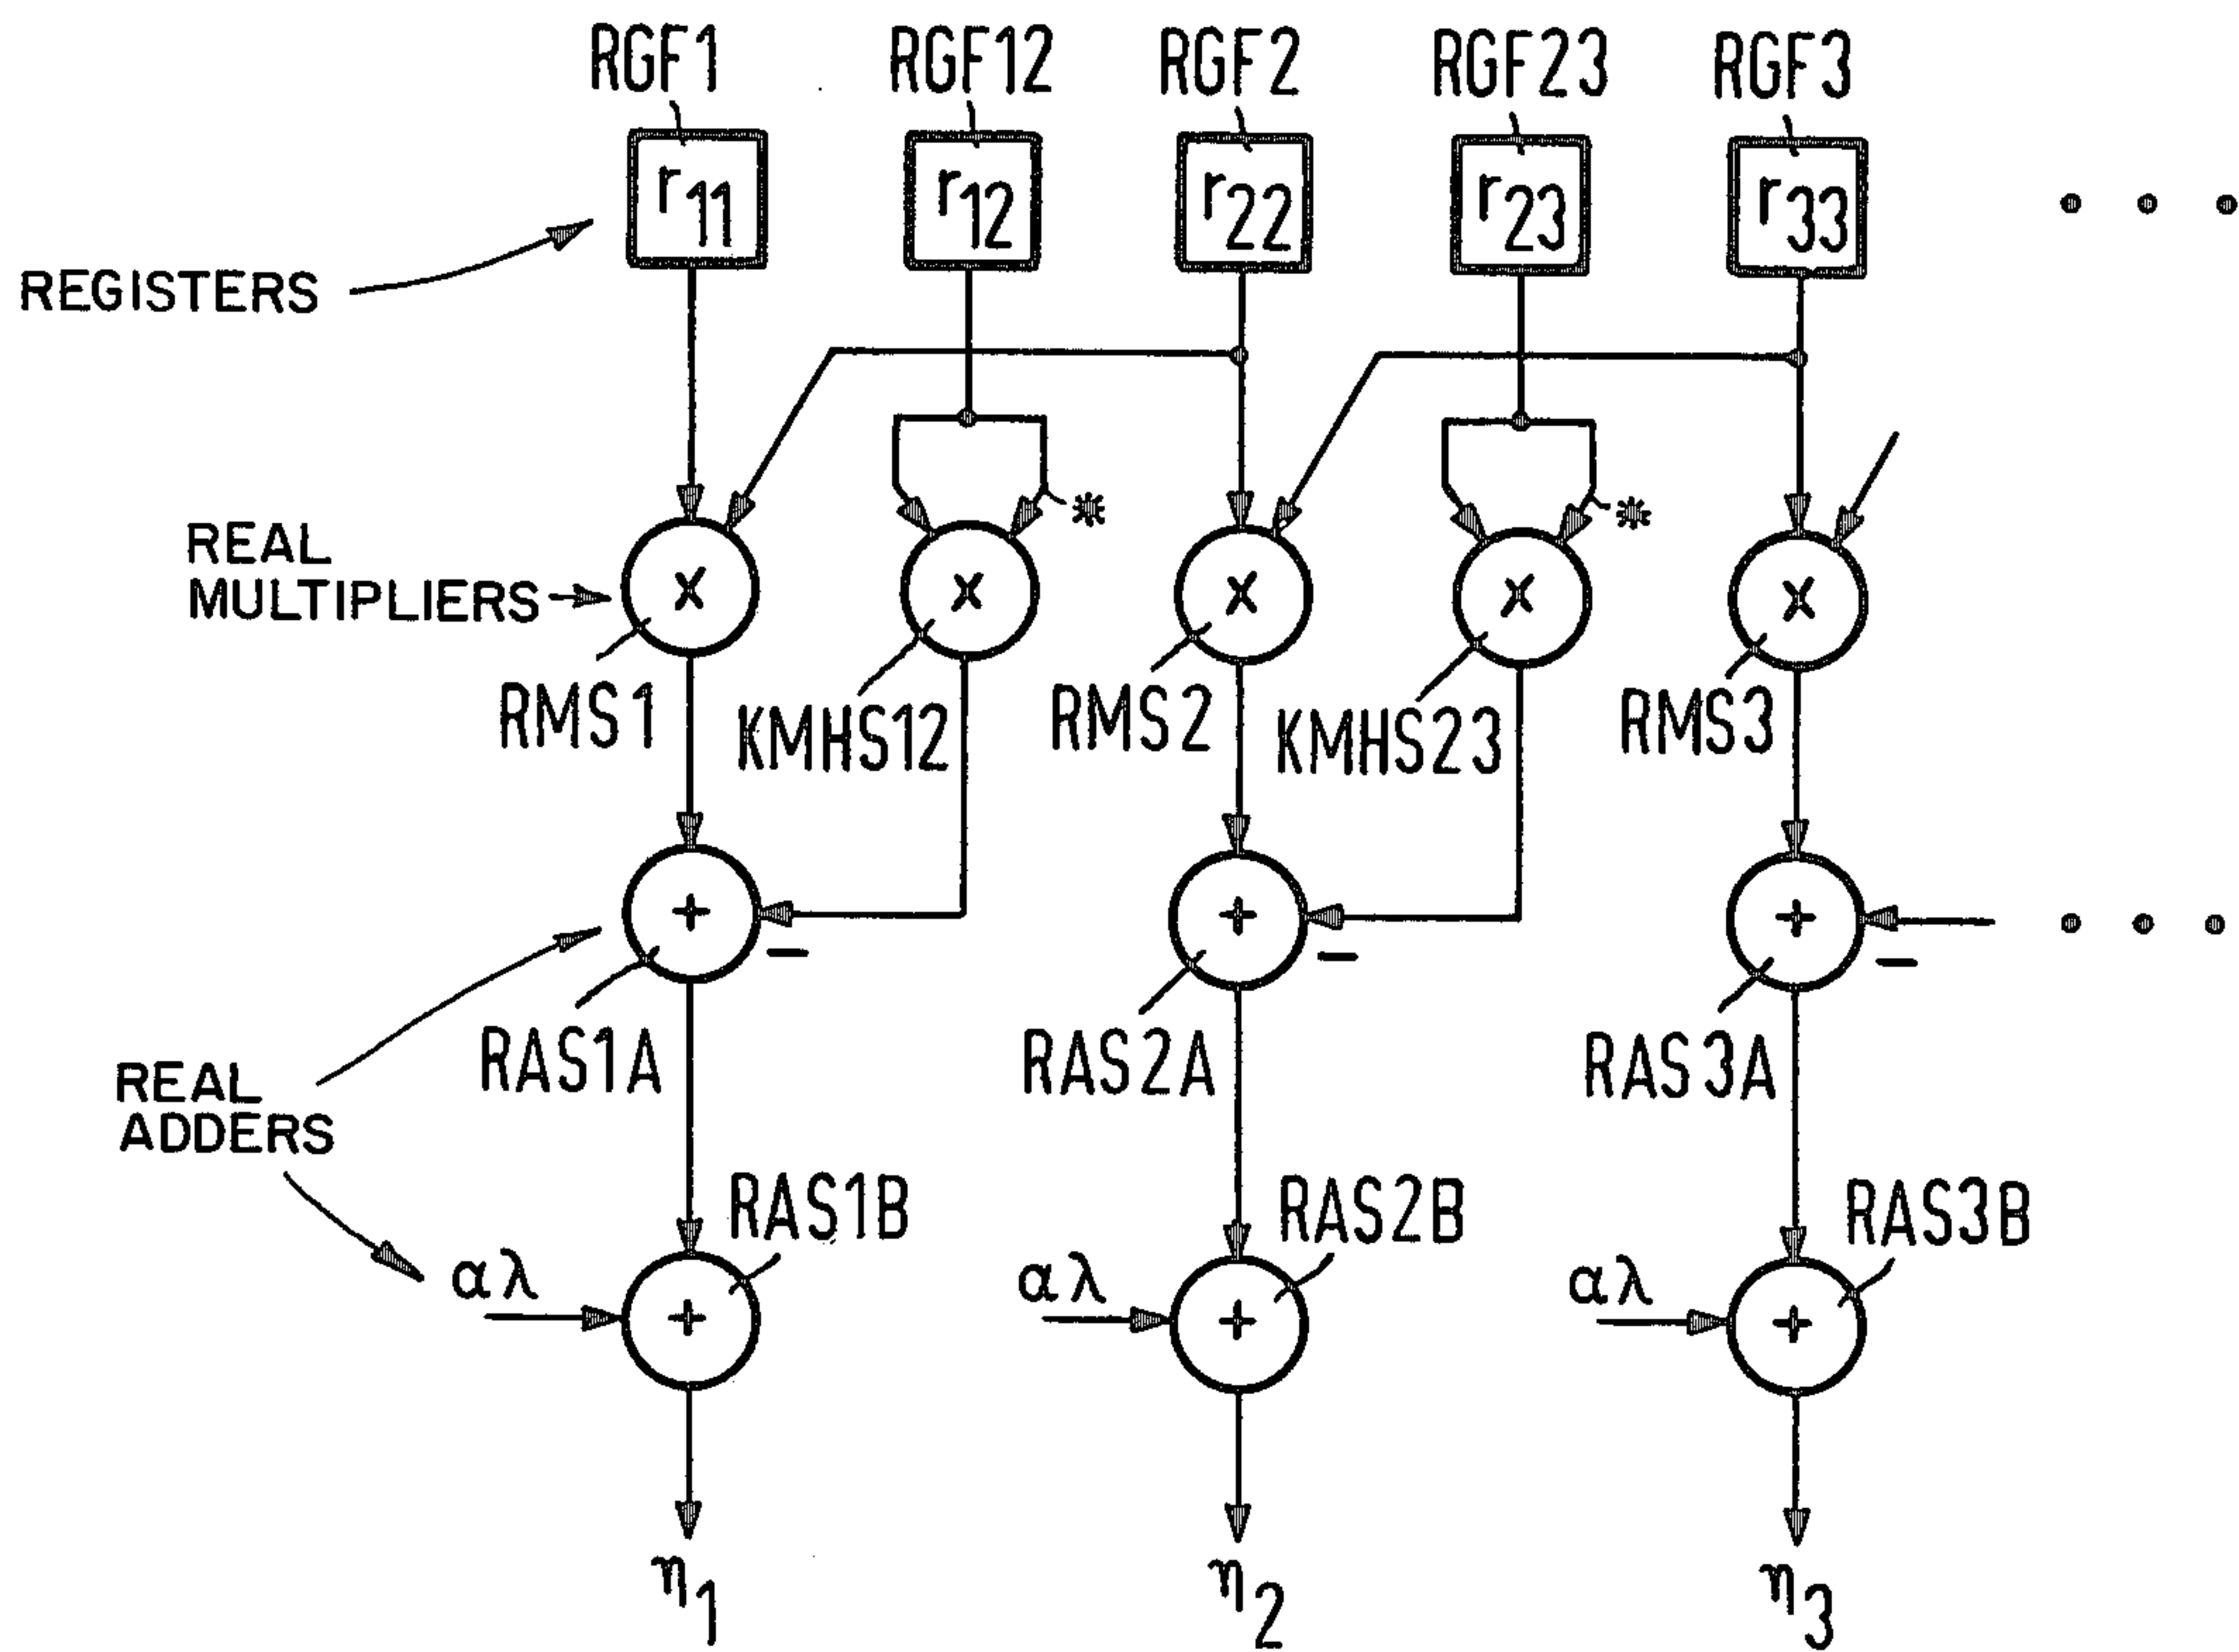 RGF1 RGF12 RGF2 RGF23 RGF3
r11 r12 r22 r23 r33
REGISTERS
* *
REAL
MULTIPLIERS
x x x x x
RMS1 KMHS12 RMS2 KMHS23 RMS3
+ + +
− − −
RAS1A RAS2A RAS3A
REAL
ADDERS
RAS1B RAS2B RAS3B
αλ αλ αλ
+ + +
η1 η2 η3